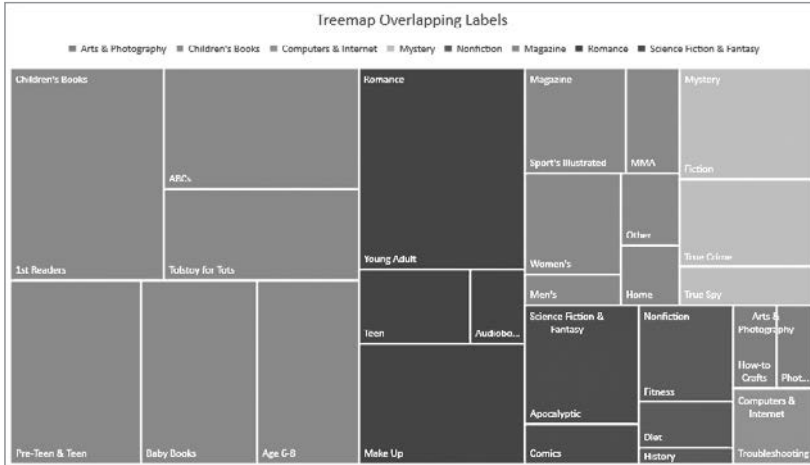 Treemap Overlapping Labels
Arts & Photography Children's Books Computers & Internet Mystery Nonfiction Magazine Romance Science Fiction & Fantasy
Children's Books
1st Readers
ABCs
Tolstoy for Tots
Pre-Teen & Teen
Baby Books
Age 6-8
Romance
Young Adult
Teen
Audiobo...
Make Up
Magazine
Sport's Illustrated
MMA
Women's
Other
Men's
Home
Mystery
Fiction
True Crime
True Spy
Science Fiction &
Fantasy
Apocalyptic
Comics
Nonfiction
Fitness
Diet
History
Arts &
Photography
How-to
Crafts
Phot...
Computers &
Internet
Troubleshooting